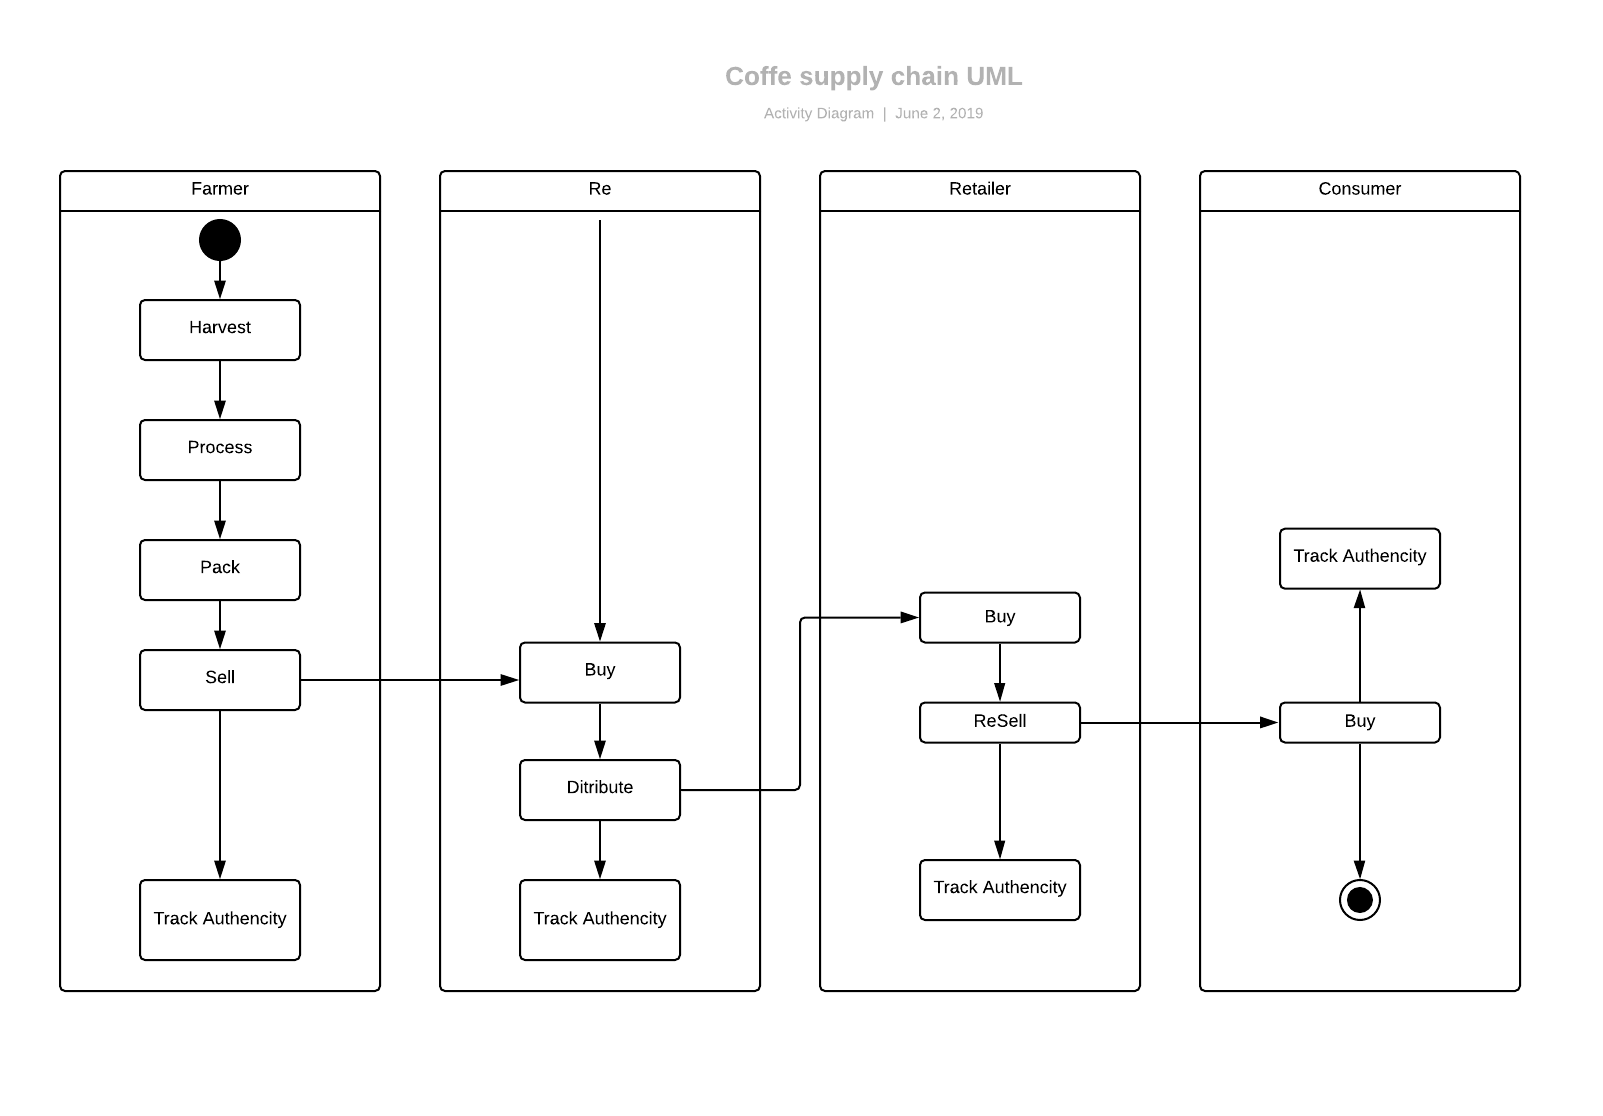 Coffe supply chain UML
Activity Diagram | June 2, 2019
Farmer
Harvest
Process
Pack
Sell
Track Authencity
Re
Buy
Ditribute
Track Authencity
Retailer
Buy
ReSell
Track Authencity
Consumer
Track Authencity
Buy